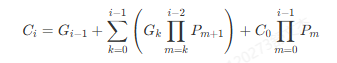 C_i = G_{i-1} + \sum_{k=0}^{i-1} \left( G_k \prod_{m=k}^{i-2} P_{m+1} \right) + C_0 \prod_{m=0}^{i-1} P_m